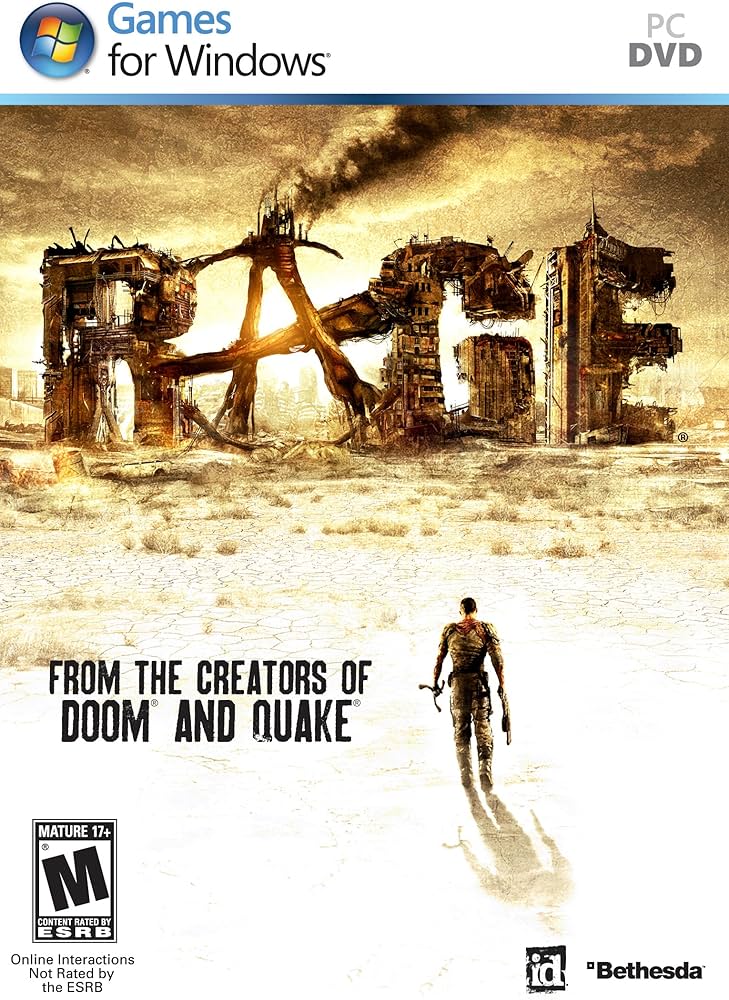 Games
for Windows®
PC
DVD
RAGE®
FROM THE CREATORS OF
DOOM® AND QUAKE®
MATURE 17+
®
M
CONTENT RATED BY
ESRB
Online Interactions
Not Rated by
the ESRB
id
Bethesda